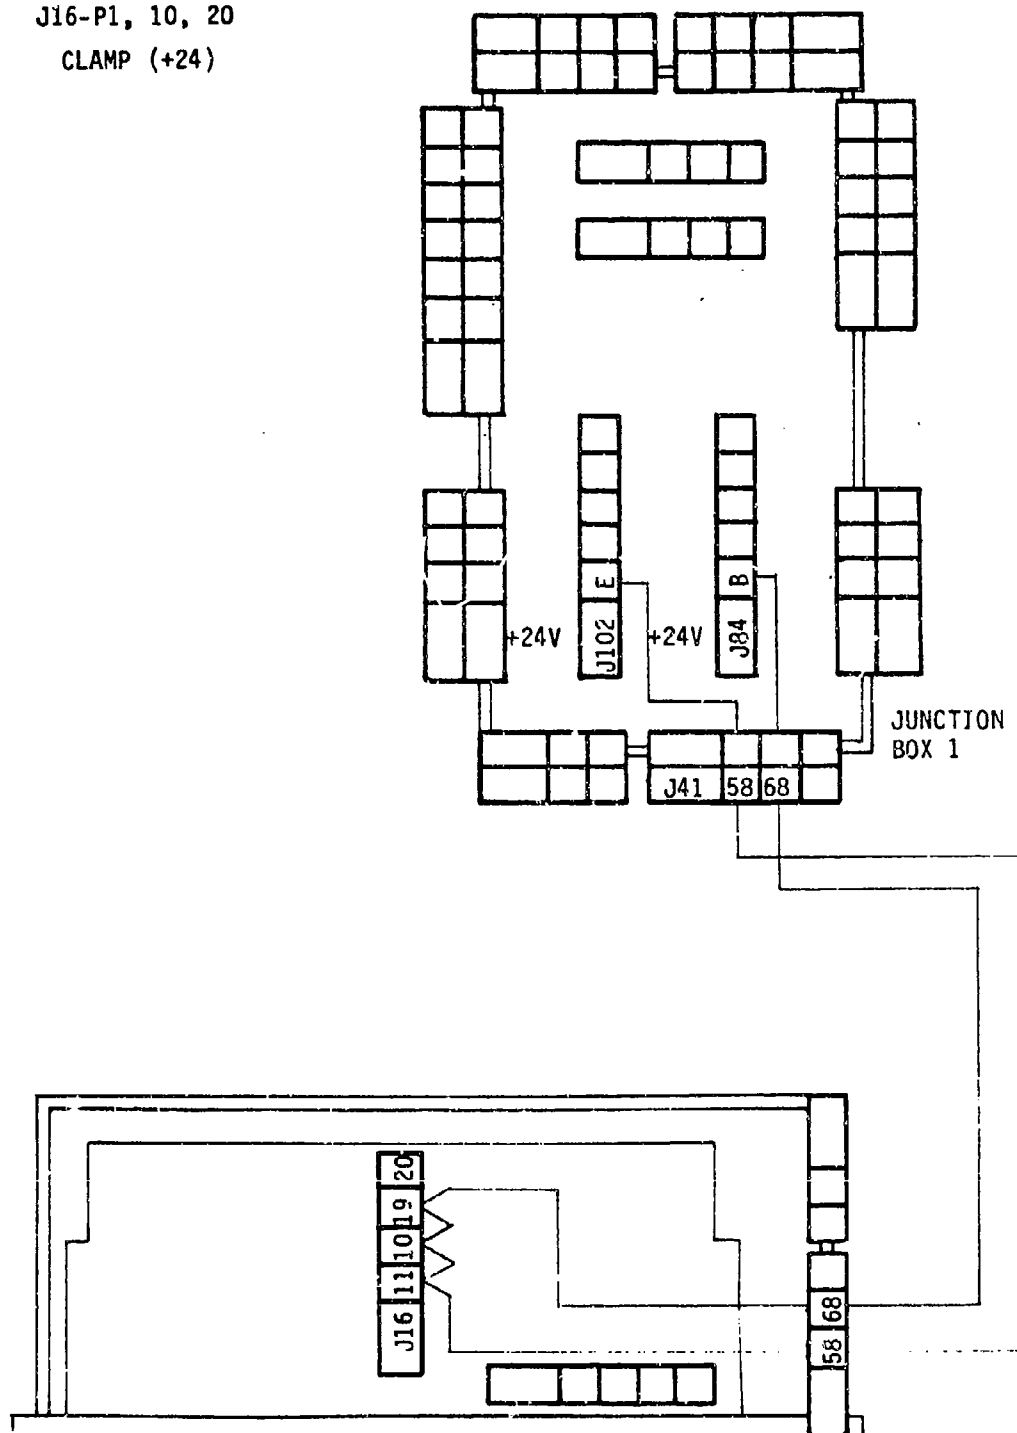 J16-P1, 10, 20
CLAMP (+24)
E
B
+24V
J102
+24V
J84
JUNCTION
BOX 1
J41
58
68
20
19
10
11
J16
68
58